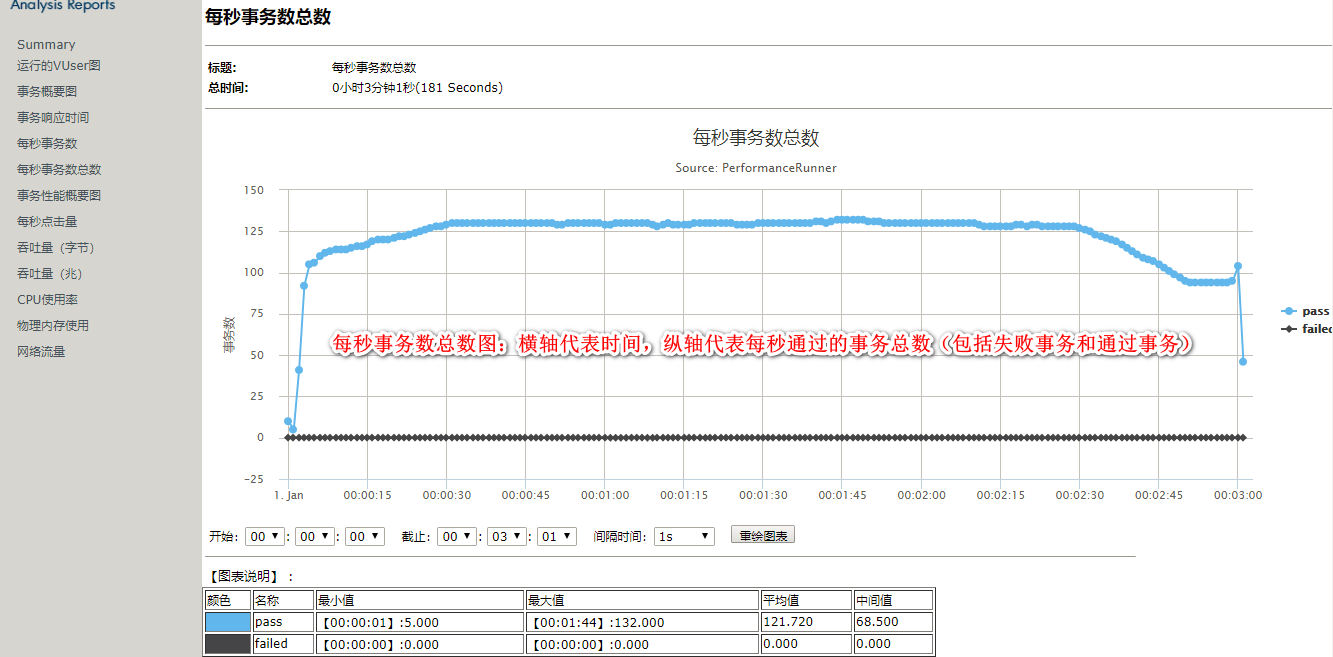 Analysis Reports
Summary
运行的VUser图
事务概要图
事务响应时间
每秒事务数
每秒事务数总数
事务性能概要图
每秒点击量
吞吐量（字节）
吞吐量（兆）
CPU使用率
物理内存使用
网络流量
每秒事务数总数
标题: 每秒事务数总数
总时间: 0小时3分钟1秒(181 Seconds)
每秒事务数总数
Source: PerformanceRunner
150
125
100
75
50
25
0
-25
事务数
每秒事务数总数图：横轴代表时间，纵轴代表每秒通过的事务总数（包括失败事务和通过事务）
pass
failed
1. Jan 00:00:15 00:00:30 00:00:45 00:01:00 00:01:15 00:01:30 00:01:45 00:02:00 00:02:15 00:02:30 00:02:45 00:03:00
开始: 00 ▼ : 00 ▼ : 00 ▼ 截止: 00 ▼ : 03 ▼ : 01 ▼ 间隔时间: 1s ▼ 重绘图表
【图表说明】：
颜色 名称 最小值 最大值 平均值 中间值
pass 【00:00:01】:5.000 【00:01:44】:132.000 121.720 68.500
failed 【00:00:00】:0.000 【00:00:00】:0.000 0.000 0.000